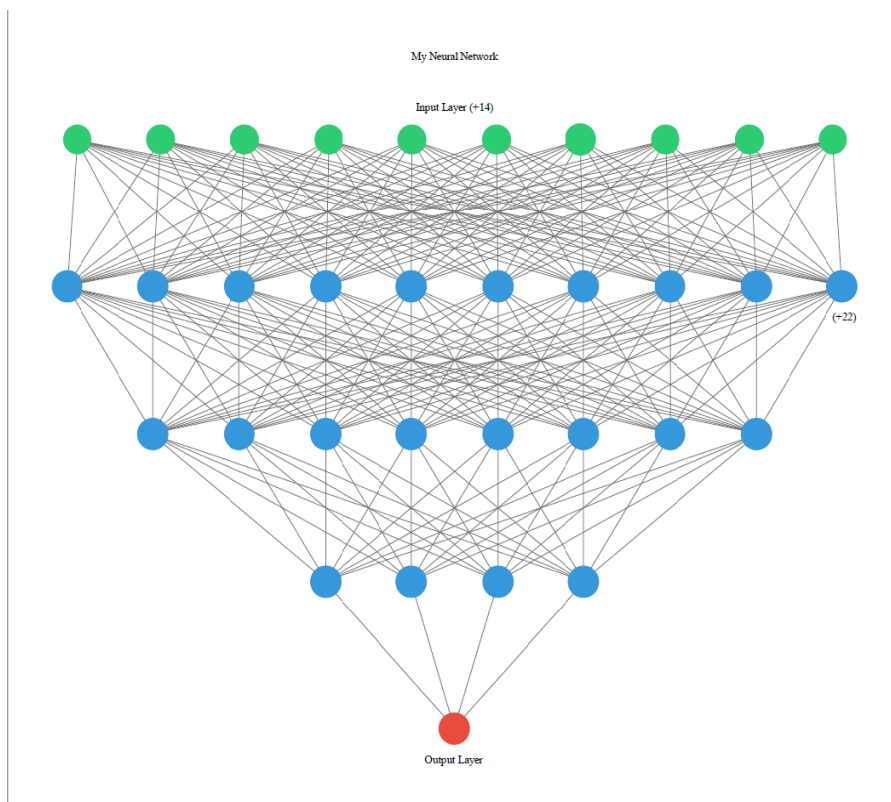 My Neural Network
Input Layer (+14)
(+22)
Output Layer